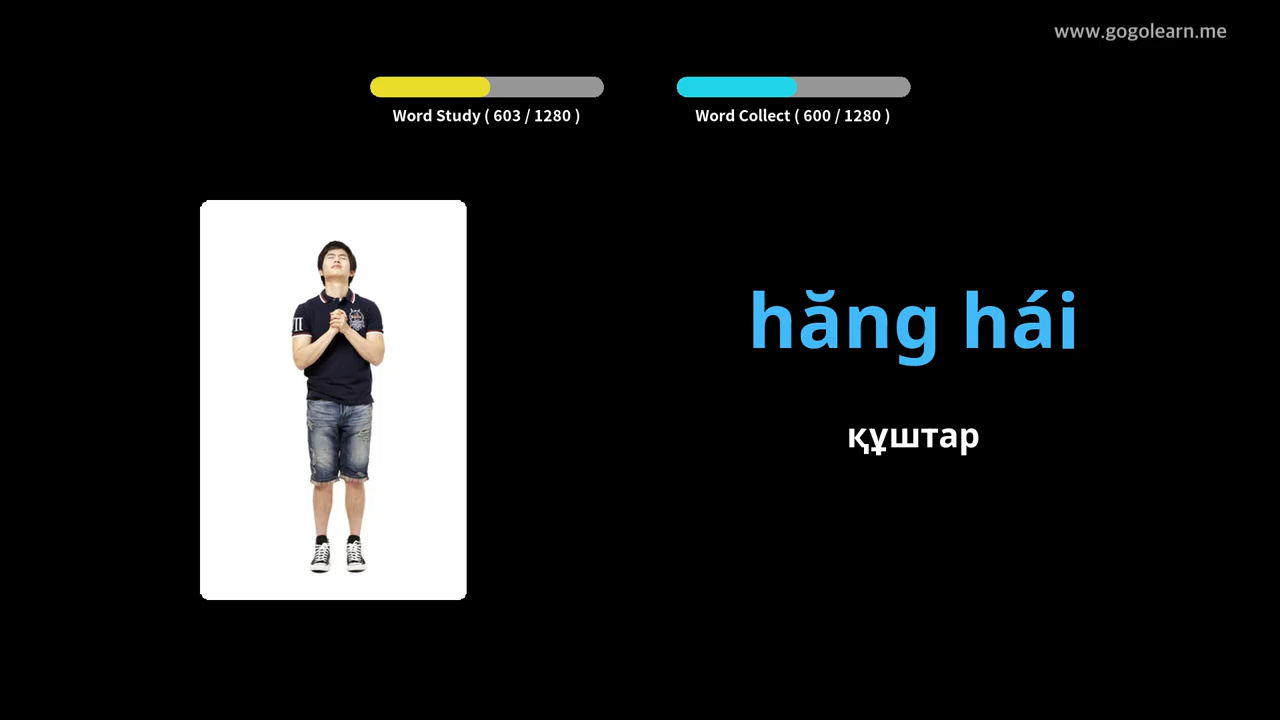 www.gogolearn.me
Word Study ( 603 / 1280 )
Word Collect ( 600 / 1280 )
hăng hái
құштар